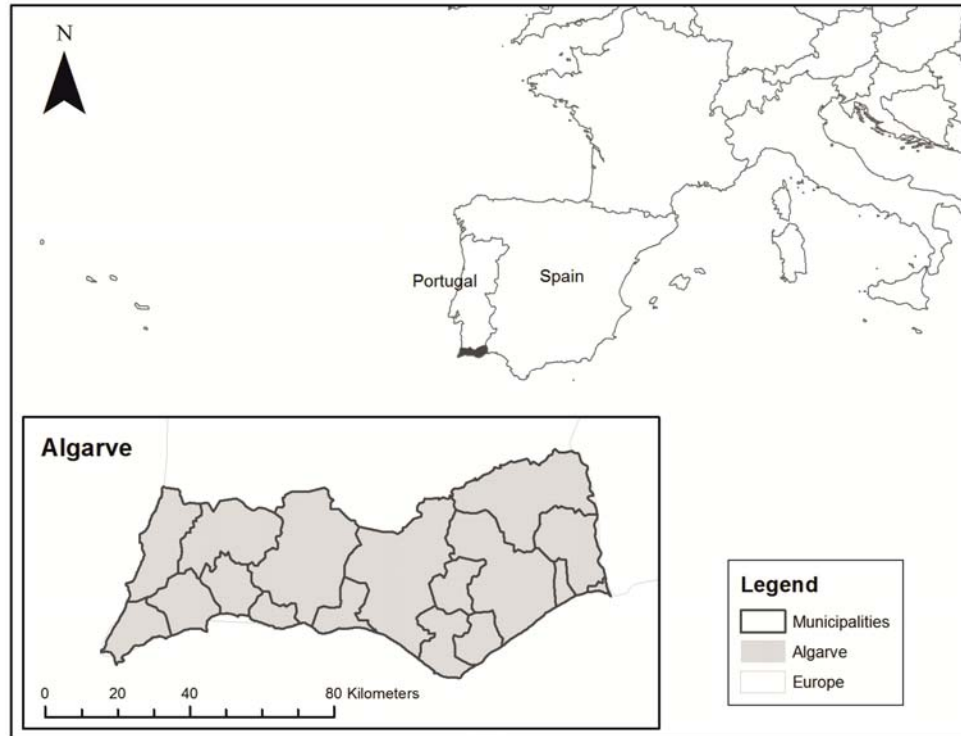 N
Portugal
Spain
Algarve
0 20 40 80 Kilometers
Legend
Municipalities
Algarve
Europe